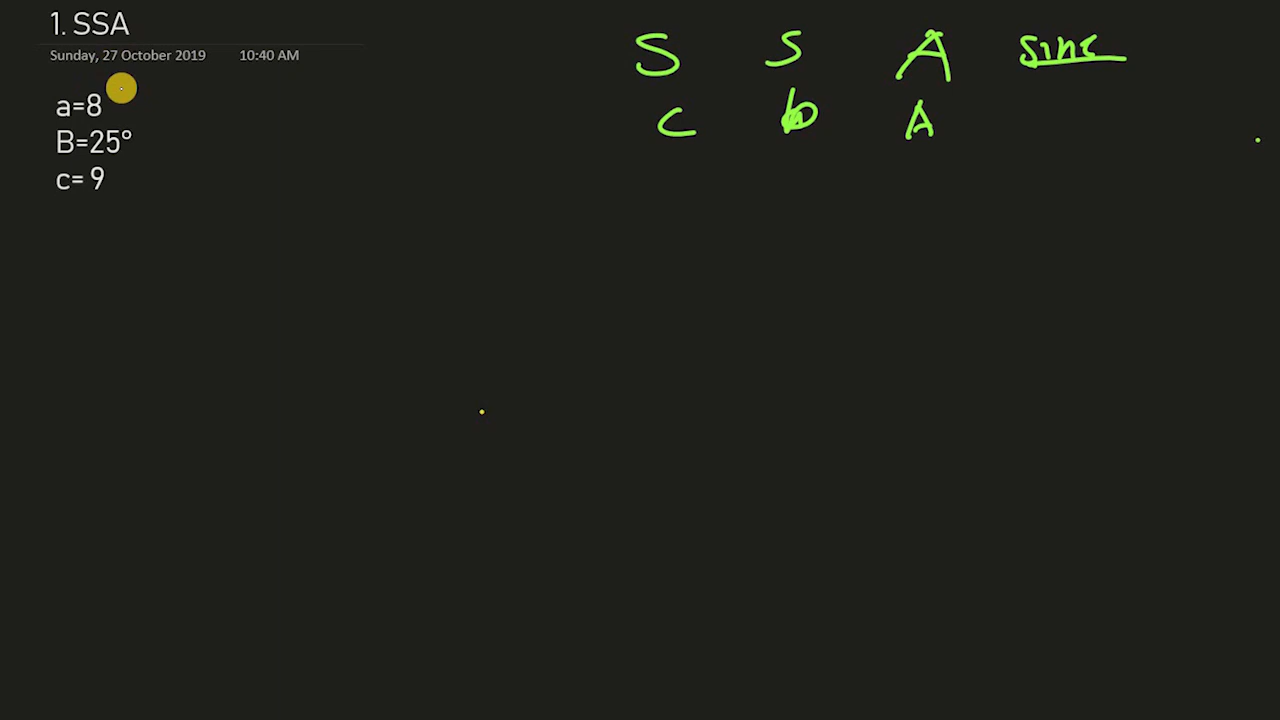 1. SSA
Sunday, 27 October 2019 10:40 AM
a=8
B=25°
c= 9
S S A sine
c b A